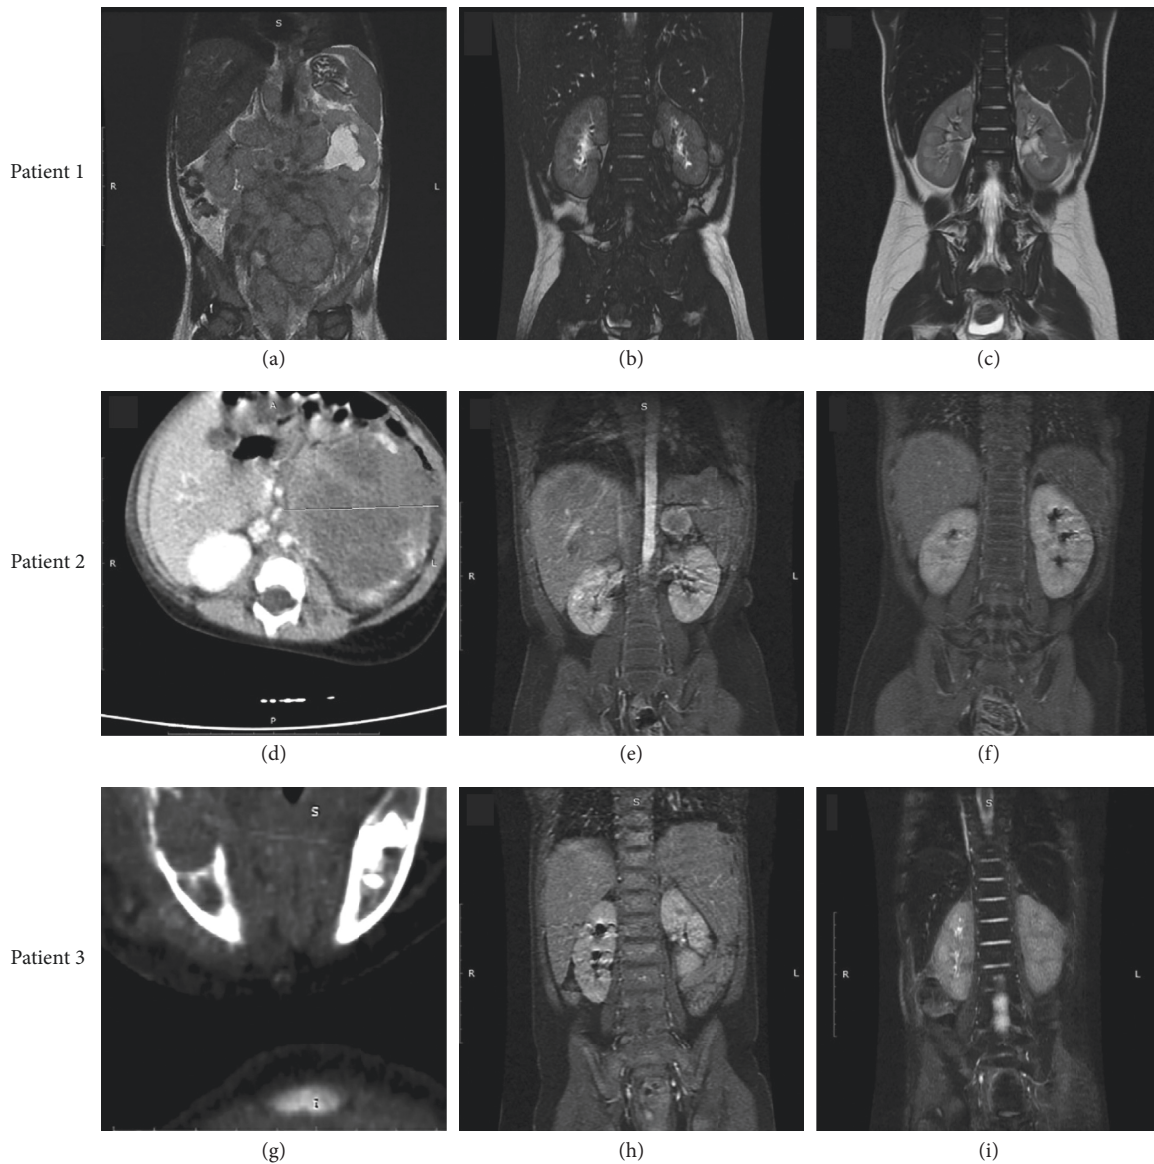 S
Patient 1
R
L
(a)
(b)
(c)
A
Patient 2
R
L
P
S
R
L
(d)
(e)
(f)
S
Patient 3
S
R
L
S
R
L
(g)
(h)
(i)